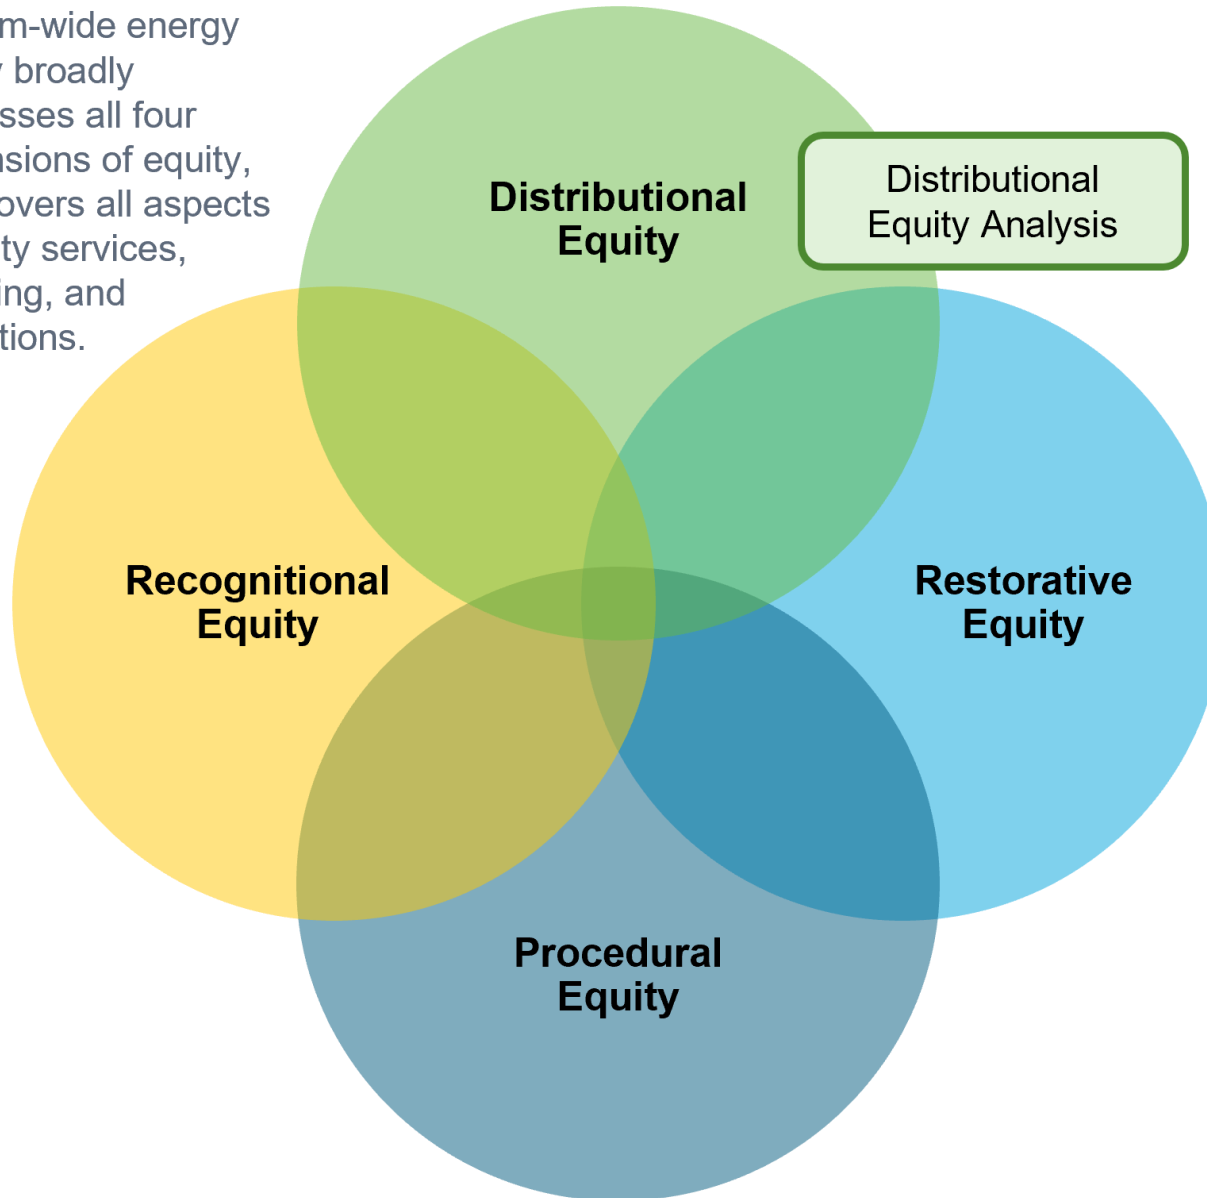 m-wide energy
broadly
sses all four
nsions of equity,
overs all aspects
ty services,
ing, and
tions.
Distributional
Equity
Distributional
Equity Analysis
Recognitional
Equity
Restorative
Equity
Procedural
Equity